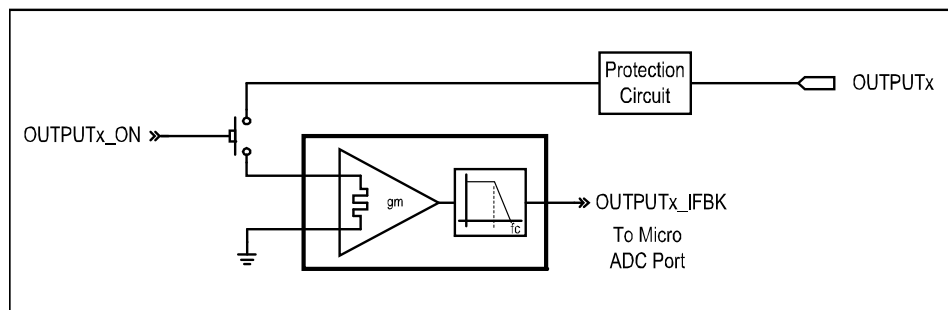 Protection
Circuit
OUTPUTx
OUTPUTx_ON
gm
fc
OUTPUTx_IFBK
To Micro
ADC Port